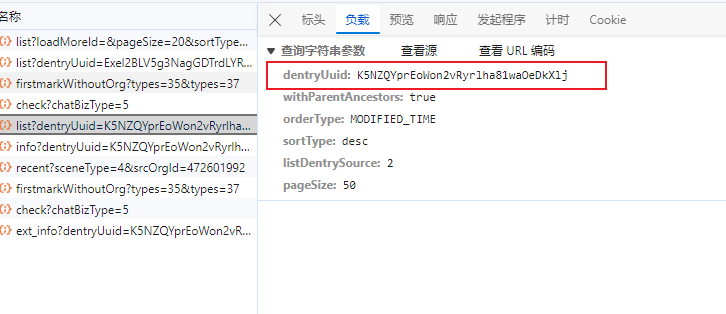 名称
list?loadMoreId=&pageSize=20&sortType...
list?dentryUuid=Exel2BLV5g3NagGDTrdLYR...
firstmarkWithoutOrg?types=35&types=37
check?chatBizType=5
list?dentryUuid=K5NZQYprEoWon2vRyrlha...
info?dentryUuid=K5NZQYprEoWon2vRyrlh...
recent?sceneType=4&srcOrgId=472601992
firstmarkWithoutOrg?types=35&types=37
check?chatBizType=5
ext_info?dentryUuid=K5NZQYprEoWon2vR...
标头 负载 预览 响应 发起程序 计时 Cookie
查询字符串参数 查看源 查看 URL 编码
dentryUuid: K5NZQYprEoWon2vRyrlha81waOeDkXlj
withParentAncestors: true
orderType: MODIFIED_TIME
sortType: desc
listDentrySource: 2
pageSize: 50